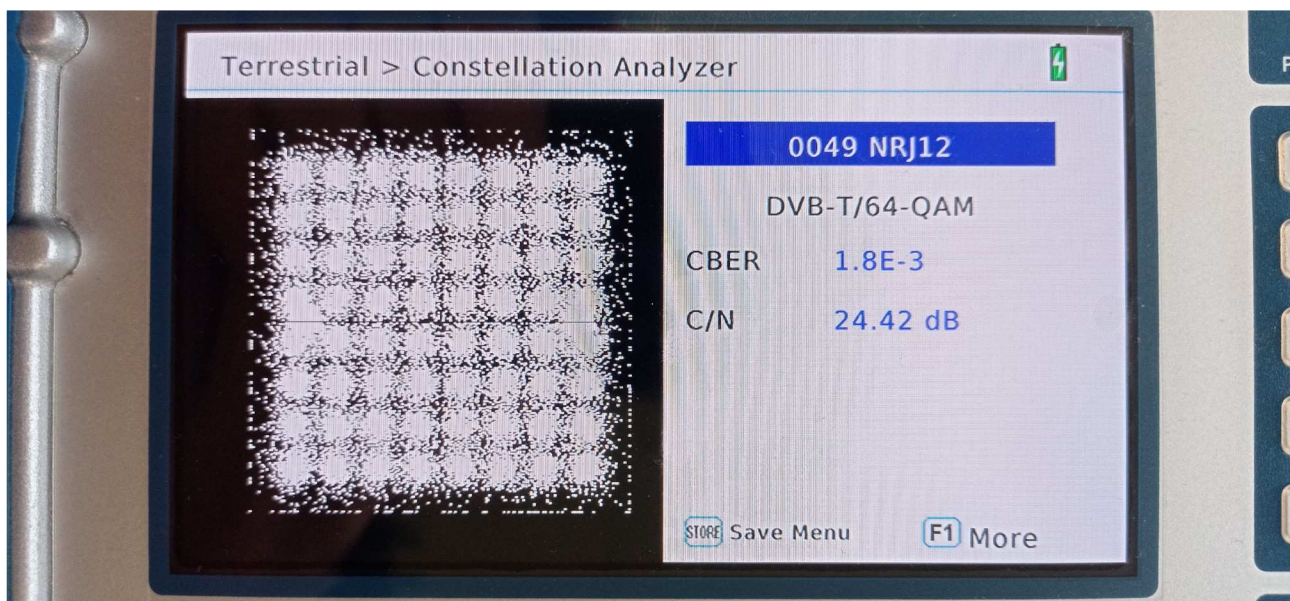 Terrestrial > Constellation Analyzer
0049 NRJ12
DVB-T/64-QAM
CBER 1.8E-3
C/N 24.42 dB
STORE Save Menu F1 More
P